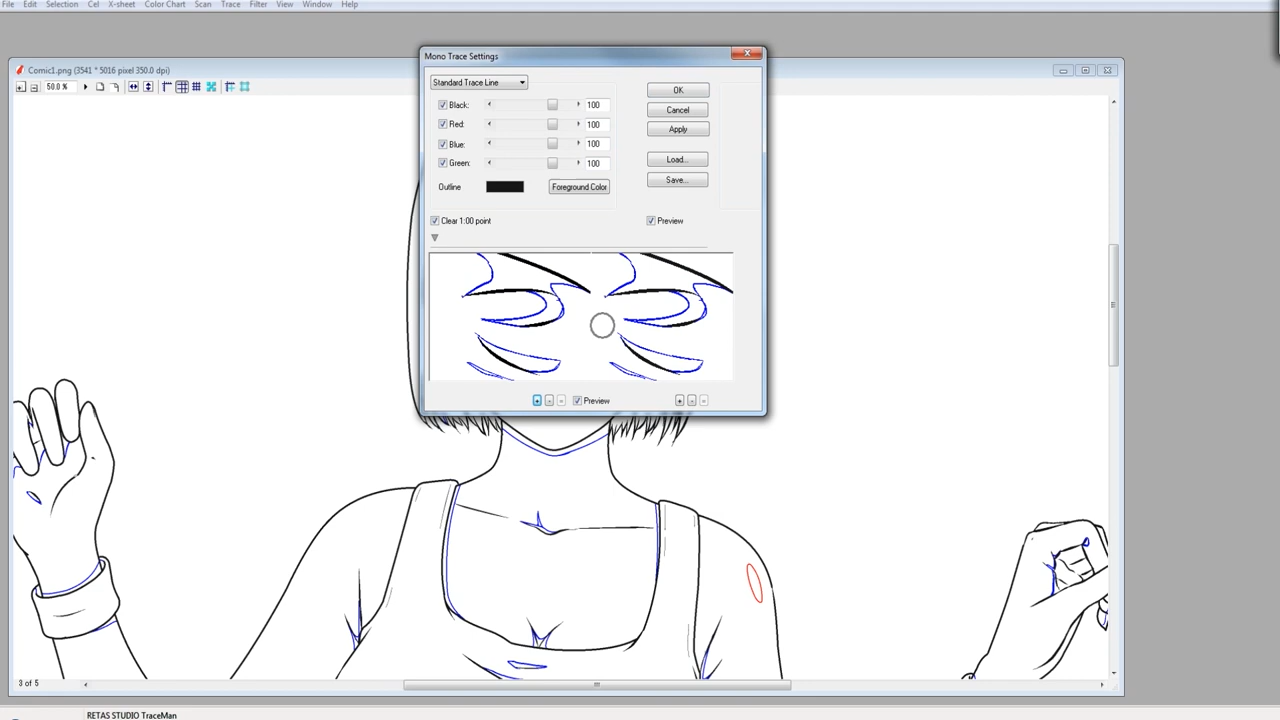 File Edit Selection Cel X-sheet Color Chart Scan Trace Filter View Window Help
Comic1.png (3541 * 5016 pixel 350.0 dpi)
50.0 %
Mono Trace Settings
Standard Trace Line
Black: 100
Red: 100
Blue: 100
Green: 100
Outline Foreground Color
Clear 1:00 point
OK
Cancel
Apply
Load...
Save...
Preview
+ - = Preview + - =
3 of 5
RETAS STUDIO TraceMan